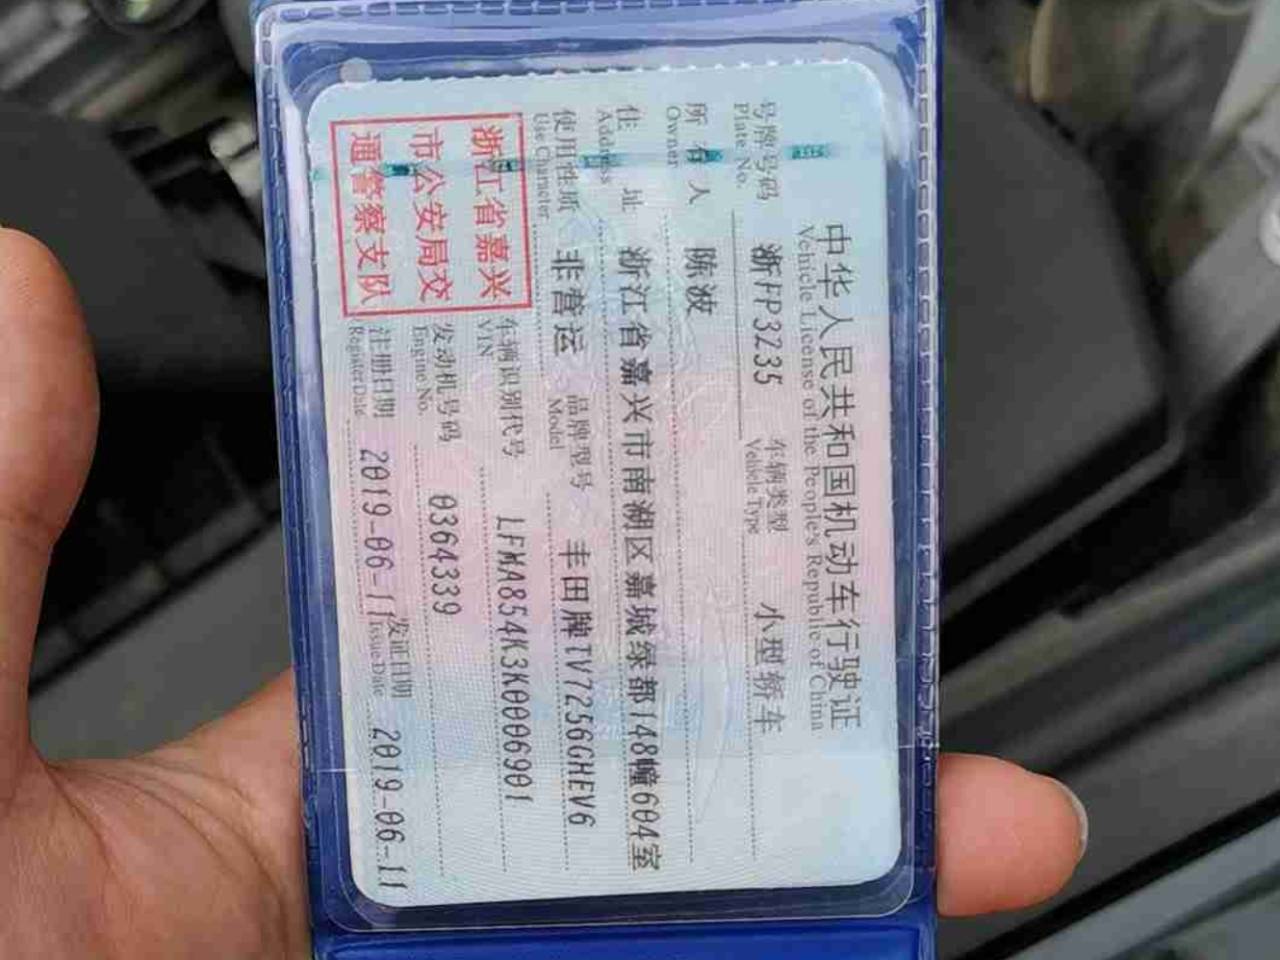 中华人民共和国机动车行驶证
Vehicle License of the People's Republic of China
号牌号码 浙FP3Z35 车辆类型 小型轿车
Plate No. Vehicle Type
所有人 陈波
Owner
住址 浙江省嘉兴市南湖区嘉城绿都148幢604室
Address
使用性质 非营运 品牌型号 丰田牌TV7256GHEV6
Use Character Model
浙江省嘉兴
市公安局交
通警察支队
车辆识别代号 LFMA854K3K0006901
VIN
发动机号码 0364339
Engine No.
注册日期 2019-06-11 发证日期 2019-06-11
Register Date Issue Date